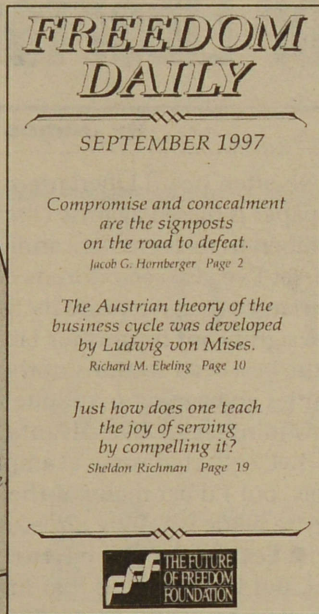 FREEDOM
DAILY
SEPTEMBER 1997
Compromise and concealment
are the signposts
on the road to defeat.
Jacob G. Hornberger Page 2
The Austrian theory of the
business cycle was developed
by Ludwig von Mises.
Richard M. Ebeling Page 10
Just how does one teach
the joy of serving
by compelling it?
Sheldon Richman Page 19
FFF
THE FUTURE
OF FREEDOM
FOUNDATION